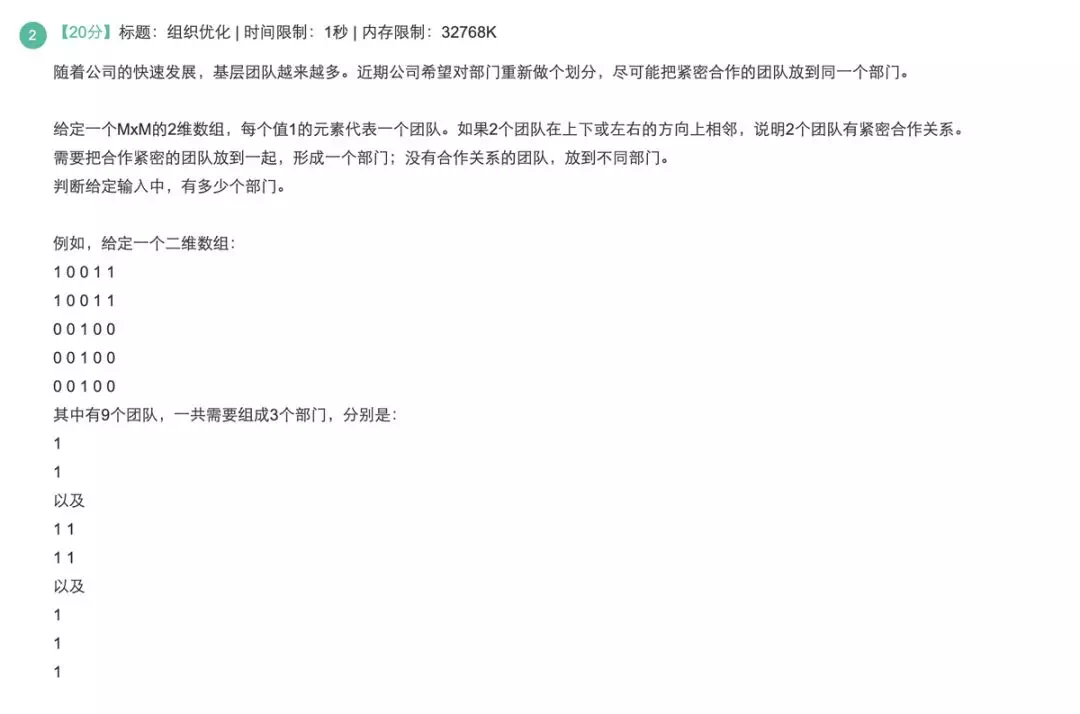 2 【20分】标题：组织优化 | 时间限制：1秒 | 内存限制：32768K
随着公司的快速发展，基层团队越来越多。近期公司希望对部门重新做个划分，尽可能把紧密合作的团队放到同一个部门。
给定一个MxM的2维数组，每个值1的元素代表一个团队。如果2个团队在上下或左右的方向上相邻，说明2个团队有紧密合作关系。
需要把合作紧密的团队放到一起，形成一个部门；没有合作关系的团队，放到不同部门。
判断给定输入中，有多少个部门。
例如，给定一个二维数组：
1 0 0 1 1
1 0 0 1 1
0 0 1 0 0
0 0 1 0 0
0 0 1 0 0
其中有9个团队，一共需要组成3个部门，分别是：
1
1
以及
1 1
1 1
以及
1
1
1